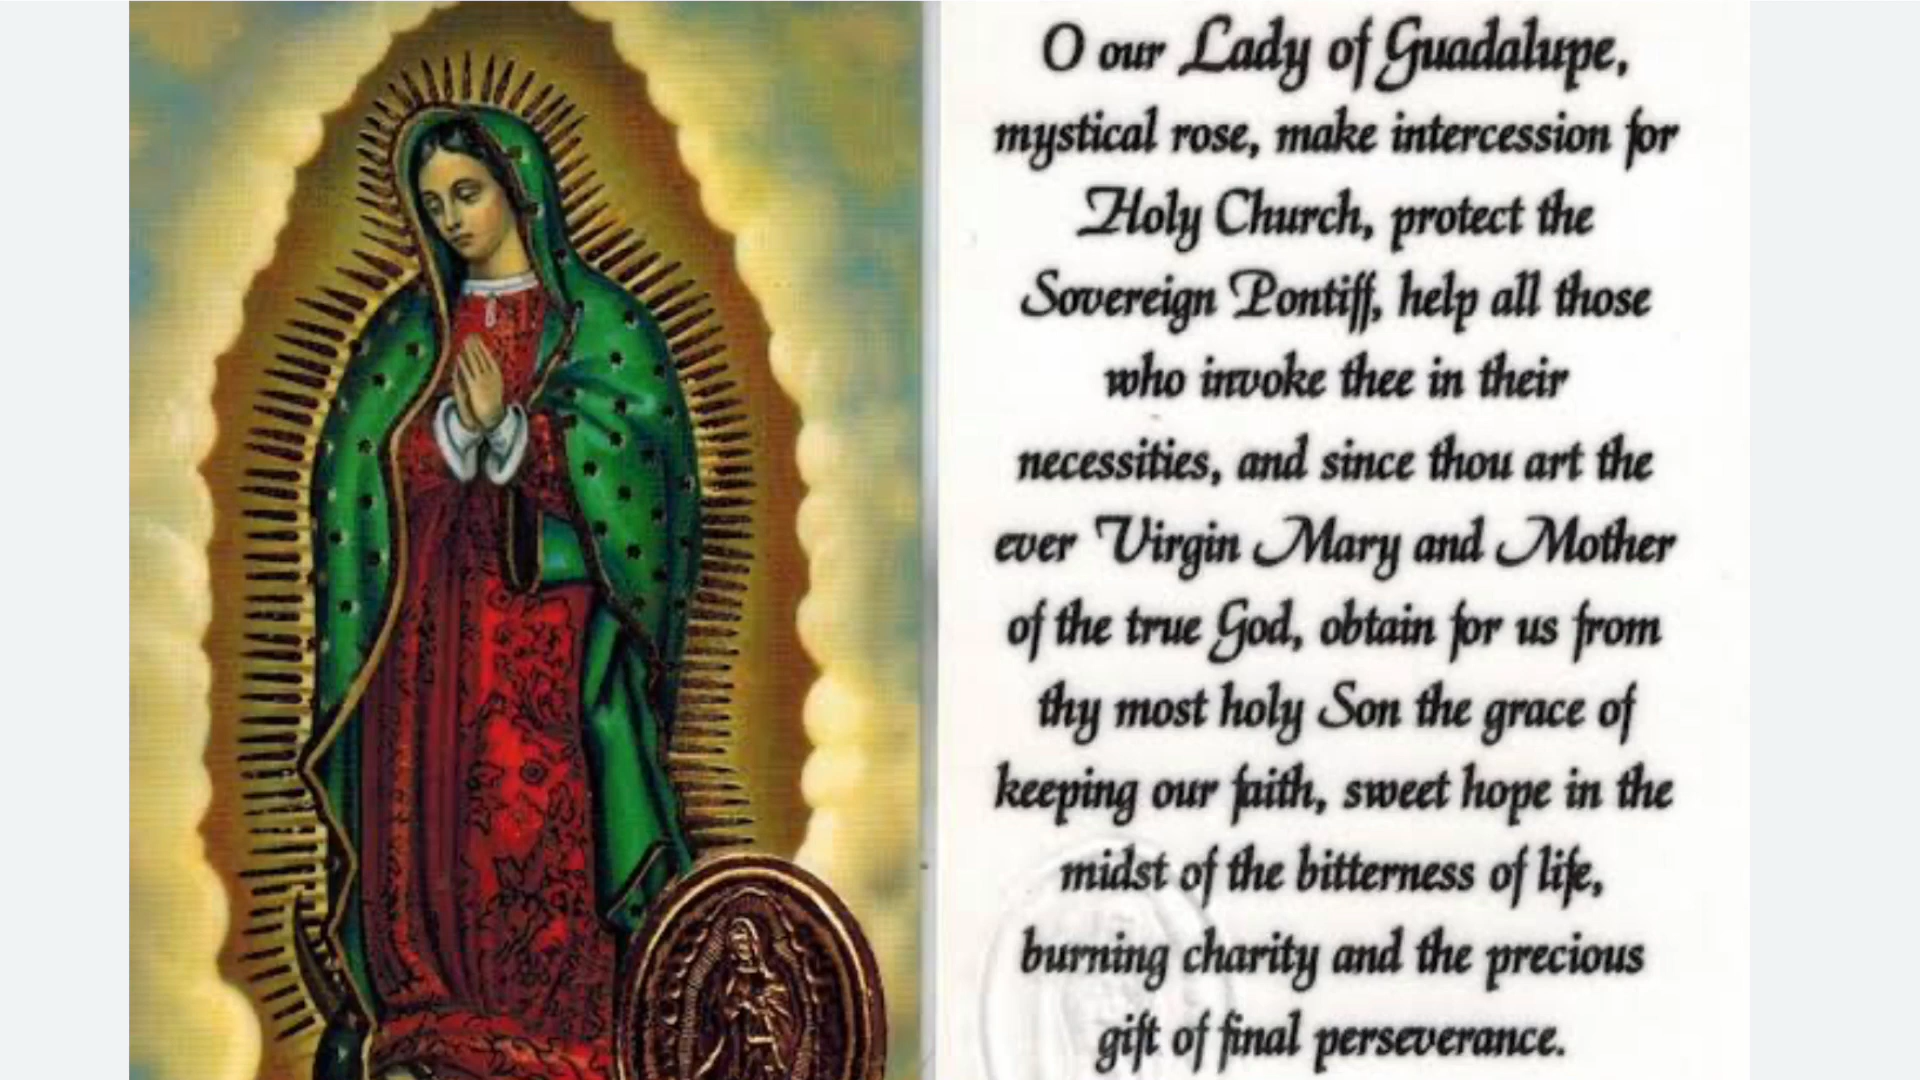 O our Lady of Guadalupe,
mystical rose, make intercession for
Holy Church, protect the
Sovereign Pontiff, help all those
who invoke thee in their
necessities, and since thou art the
ever Virgin Mary and Mother
of the true God, obtain for us from
thy most holy Son the grace of
keeping our faith, sweet hope in the
midst of the bitterness of life,
burning charity and the precious
gift of final perseverance.